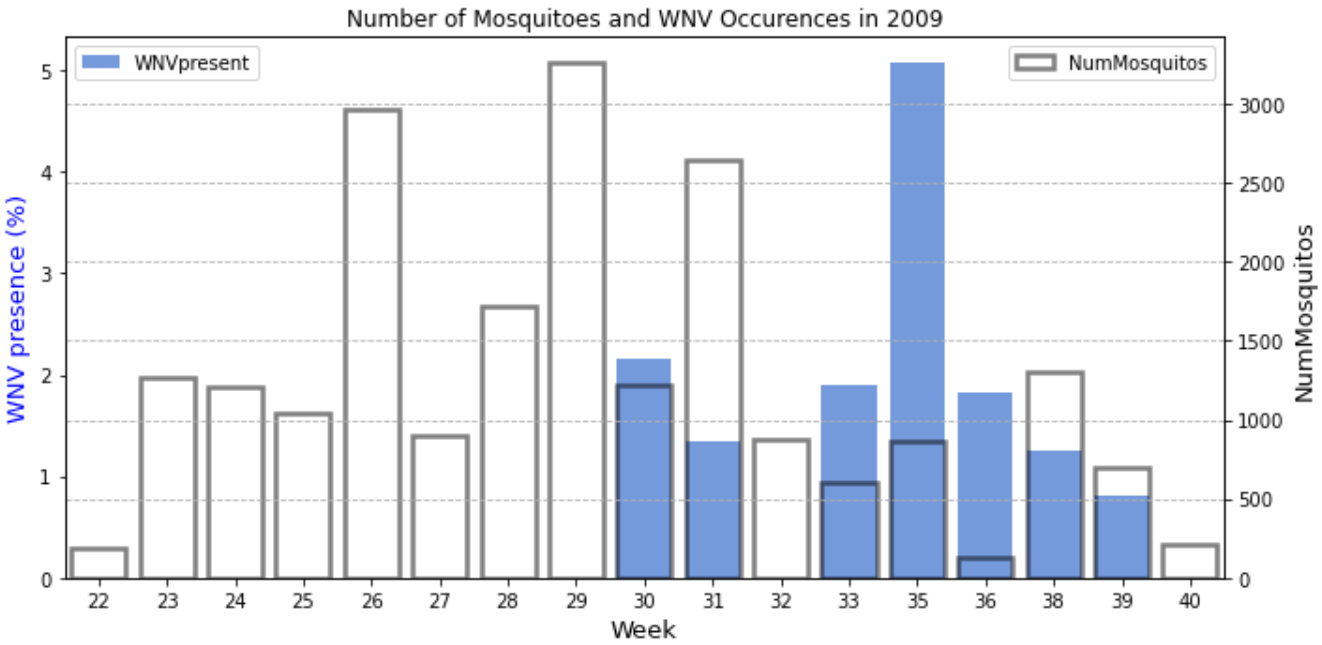 Number of Mosquitoes and WNV Occurences in 2009
WNVpresent
NumMosquitos
5
4
3
2
1
0
WNV presence (%)
3000
2500
2000
1500
1000
500
0
NumMosquitos
22 23 24 25 26 27 28 29 30 31 32 33 35 36 38 39 40
Week